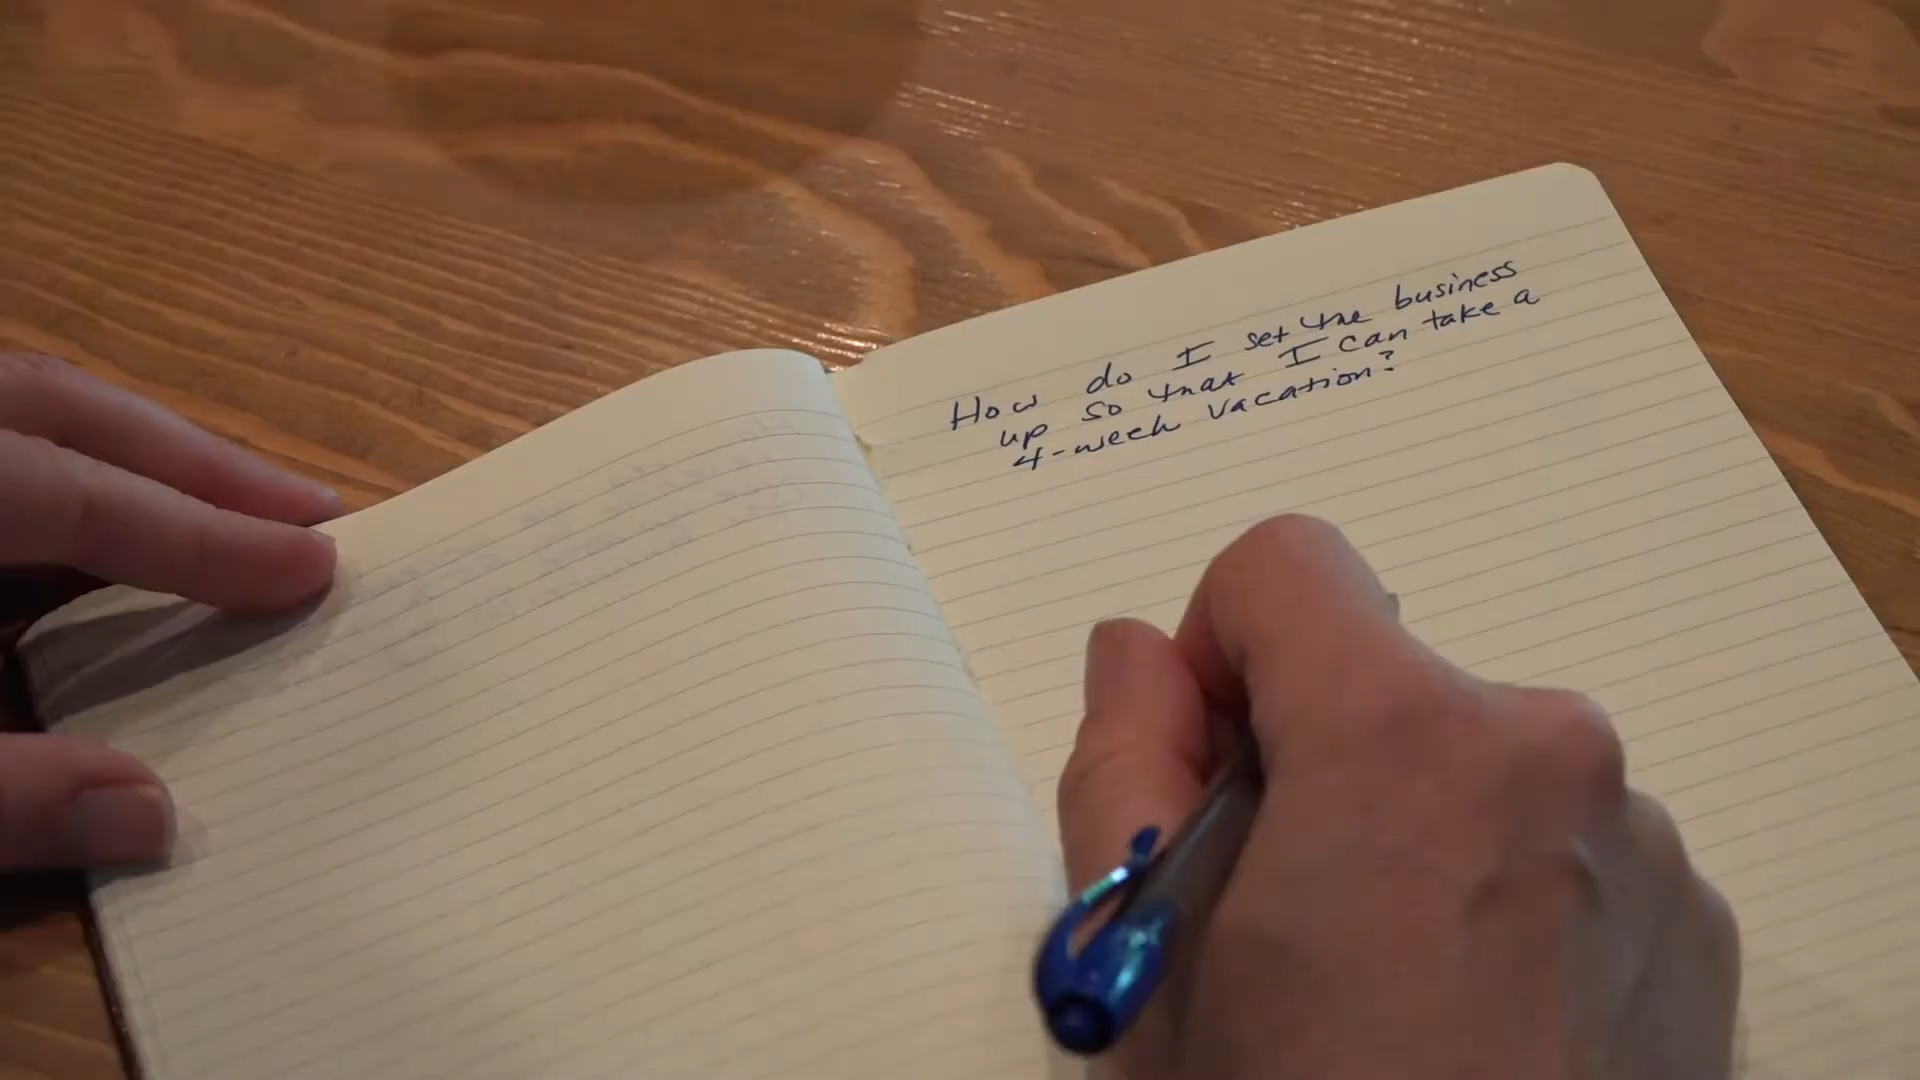 How do I set the business
up so that I can take a
4-week vacation?